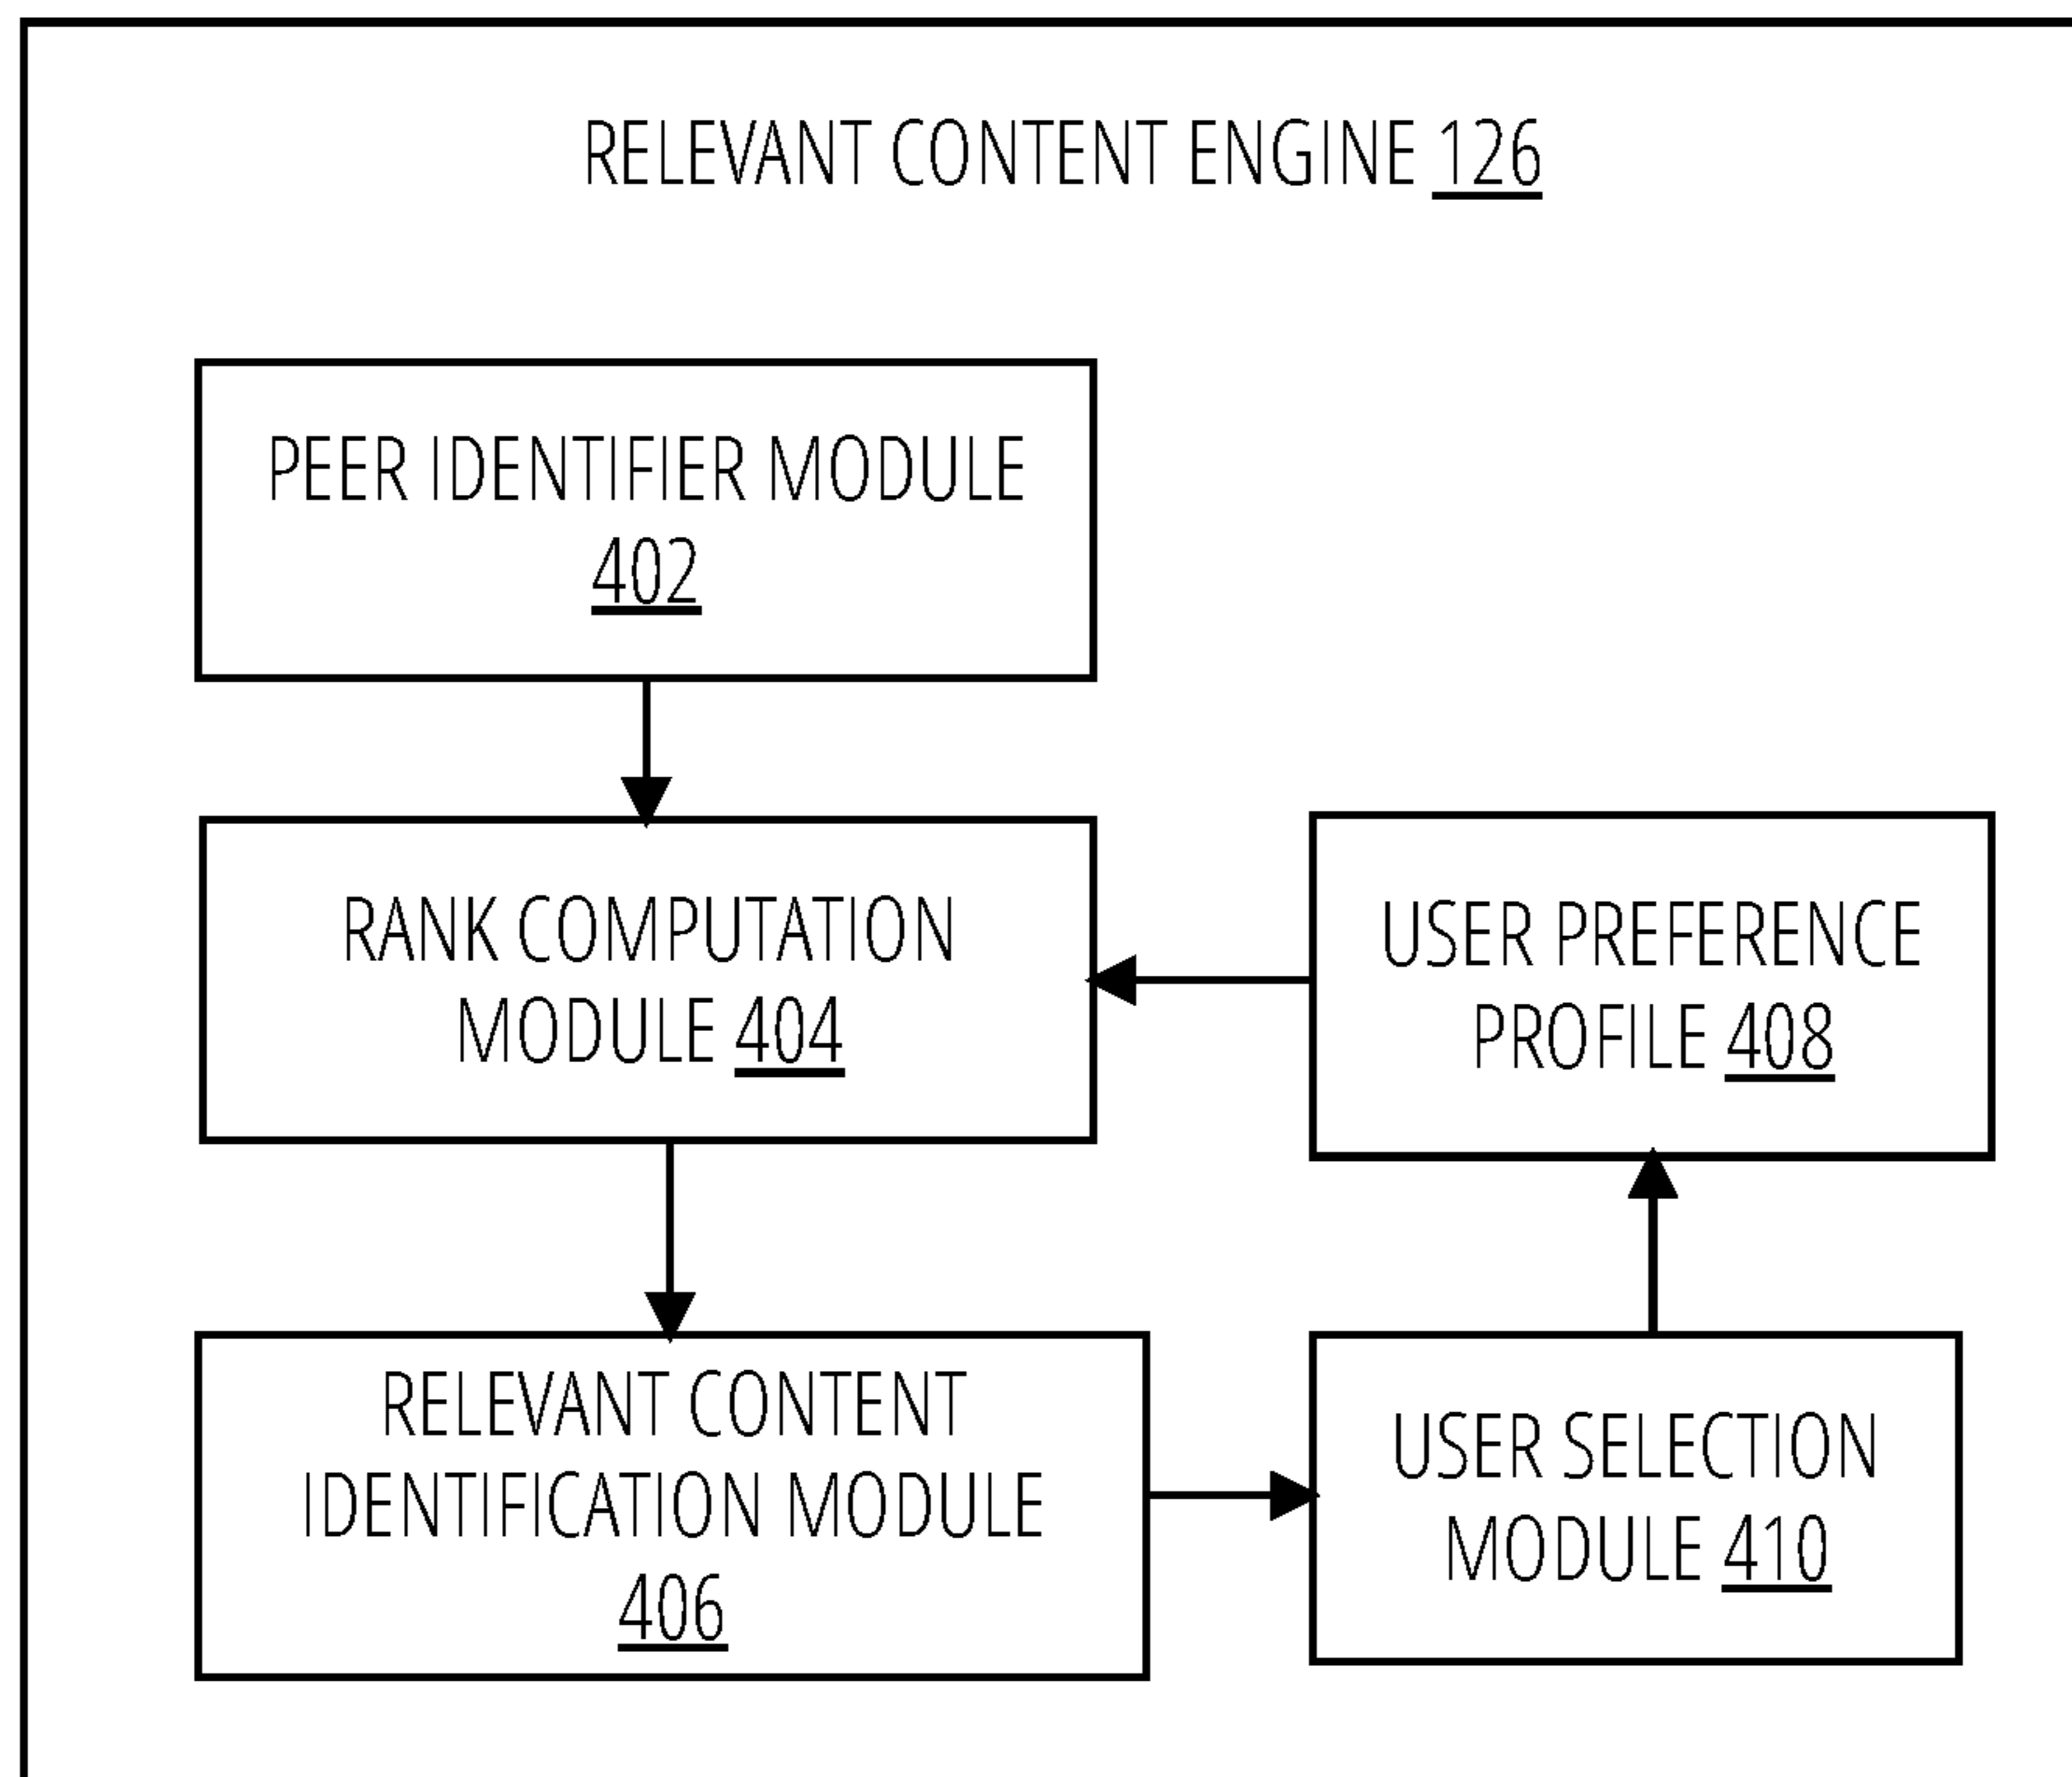 RELEVANT CONTENT ENGINE 126
PEER IDENTIFIER MODULE
402
RANK COMPUTATION
MODULE 404
USER PREFERENCE
PROFILE 408
RELEVANT CONTENT
IDENTIFICATION MODULE
406
USER SELECTION
MODULE 410